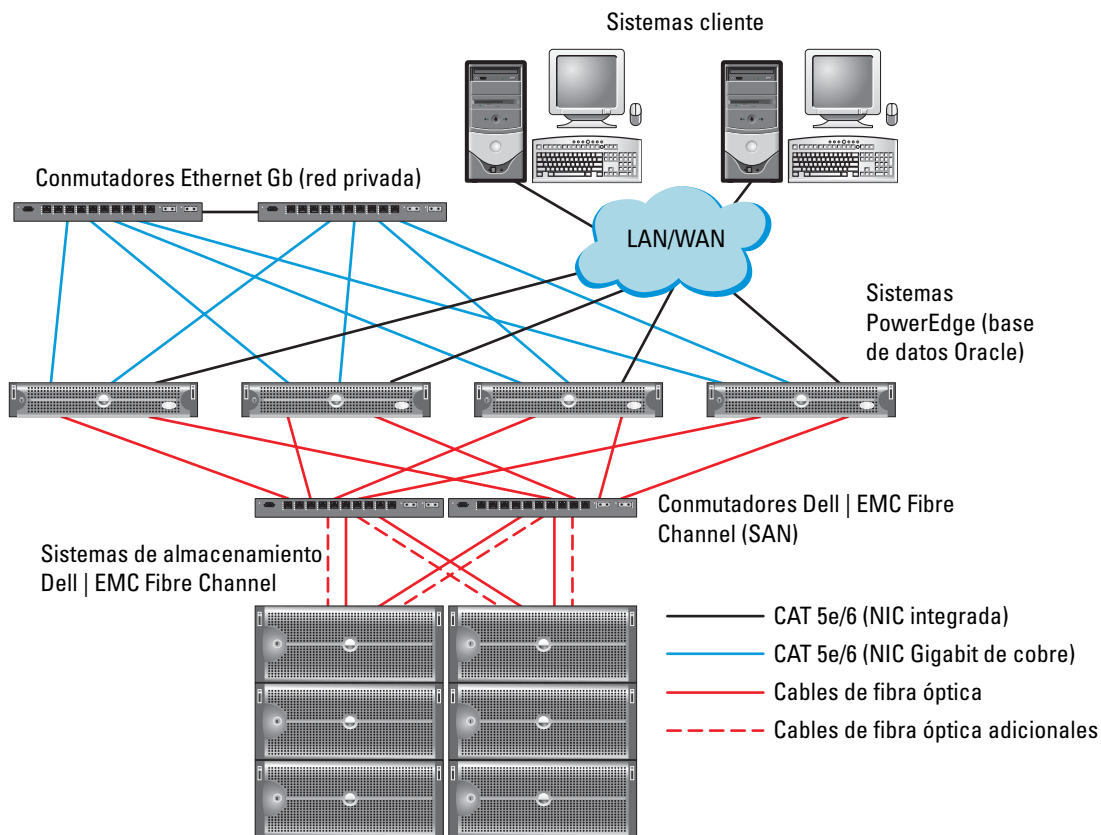 Sistemas cliente
Conmutadores Ethernet Gb (red privada)
LAN/WAN
Sistemas
PowerEdge (base
de datos Oracle)
Conmutadores Dell | EMC Fibre
Channel (SAN)
Sistemas de almacenamiento
Dell | EMC Fibre Channel
CAT 5e/6 (NIC integrada)
CAT 5e/6 (NIC Gigabit de cobre)
Cables de fibra óptica
Cables de fibra óptica adicionales